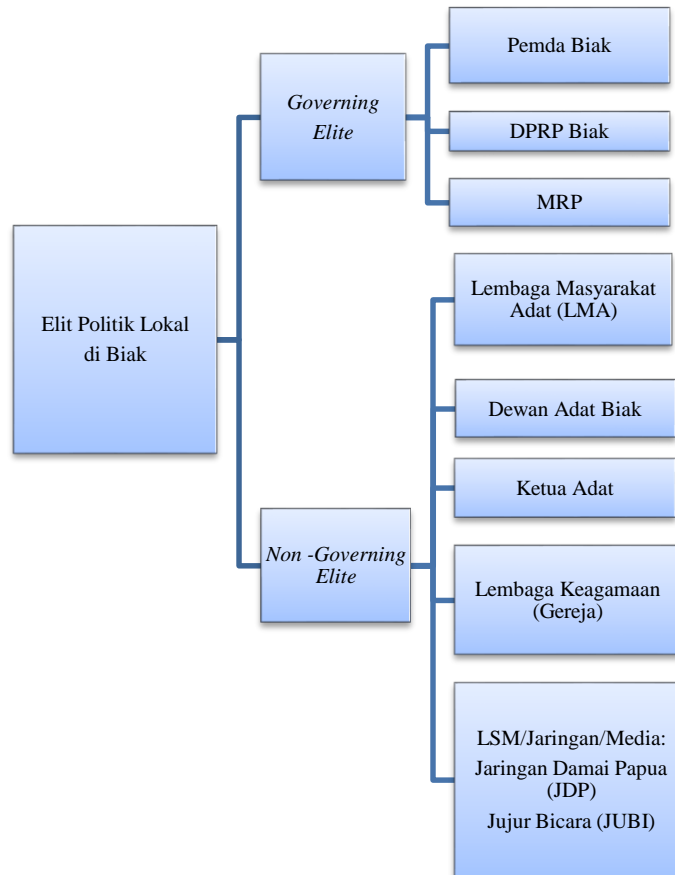 Elit Politik Lokal
di Biak
Governing
Elite
Pemda Biak
DPRP Biak
MRP
Non -Governing
Elite
Lembaga Masyarakat
Adat (LMA)
Dewan Adat Biak
Ketua Adat
Lembaga Keagamaan
(Gereja)
LSM/Jaringan/Media:
Jaringan Damai Papua
(JDP)
Jujur Bicara (JUBI)